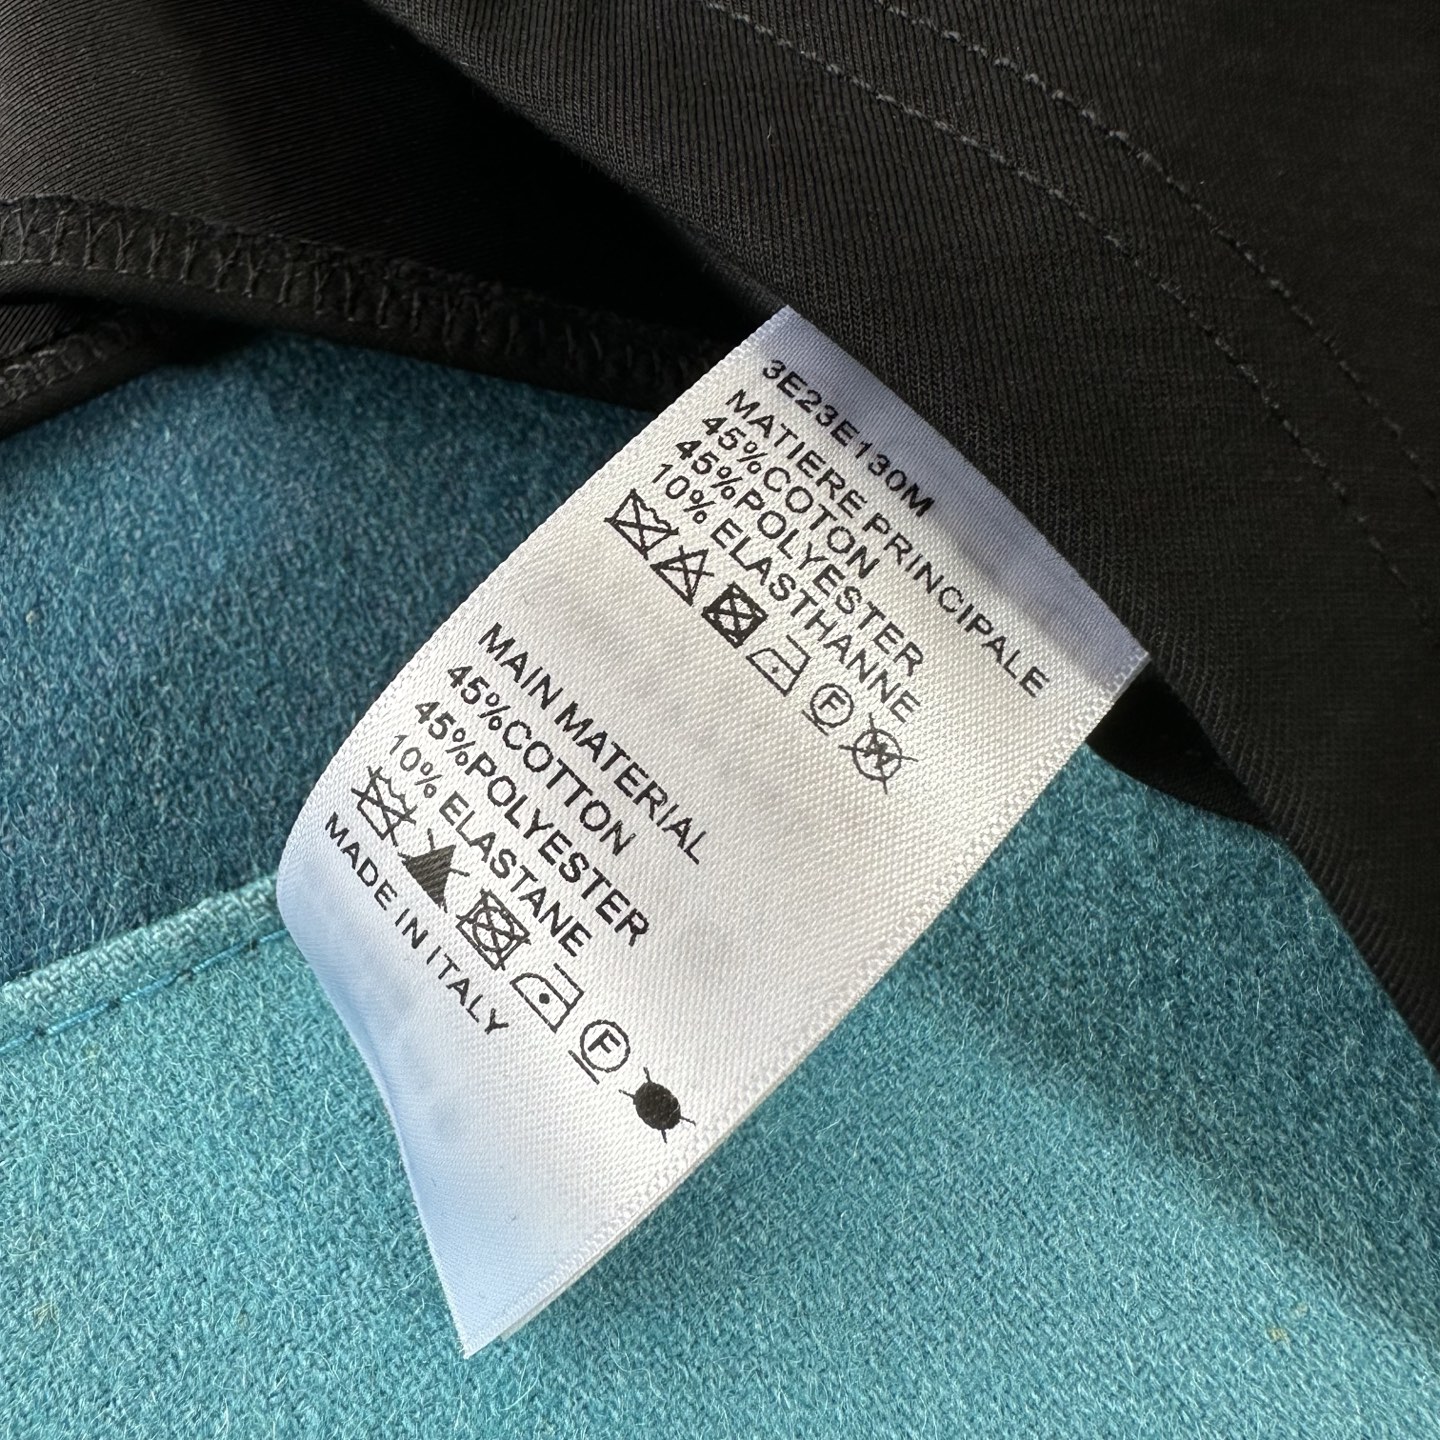 3E23E130M
MATIERE PRINCIPALE
45%COTON
45%POLYESTER
10% ELASTHANNE
F W
MAIN MATERIAL
45%COTTON
45%POLYESTER
10% ELASTANE
F
MADE IN ITALY